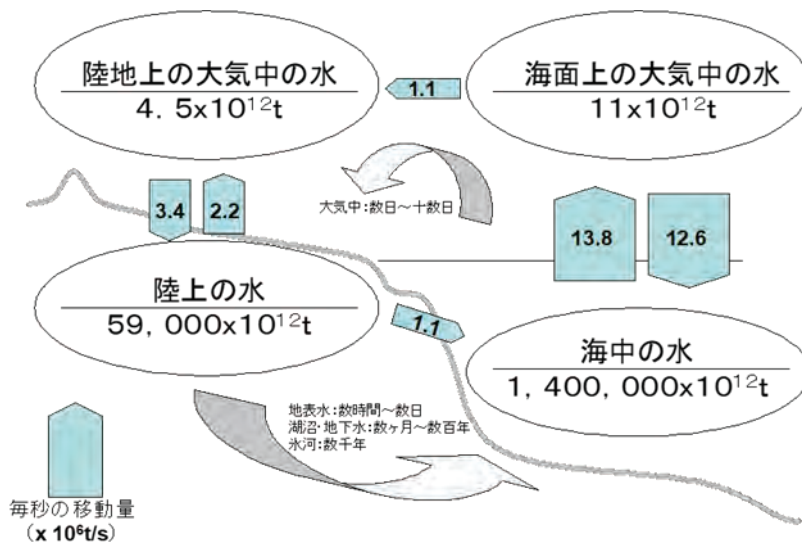 陸地上の大気中の水
4. 5x10¹²t
1.1
海面上の大気中の水
11x10¹²t
大気中：数日～十数日
3.4
2.2
13.8
12.6
陸上の水
59, 000x10¹²t
1.1
海中の水
1, 400, 000x10¹²t
地表水：数時間～数日
湖沼・地下水：数ヶ月～数百年
氷河：数千年
毎秒の移動量
(x 10⁶t/s)